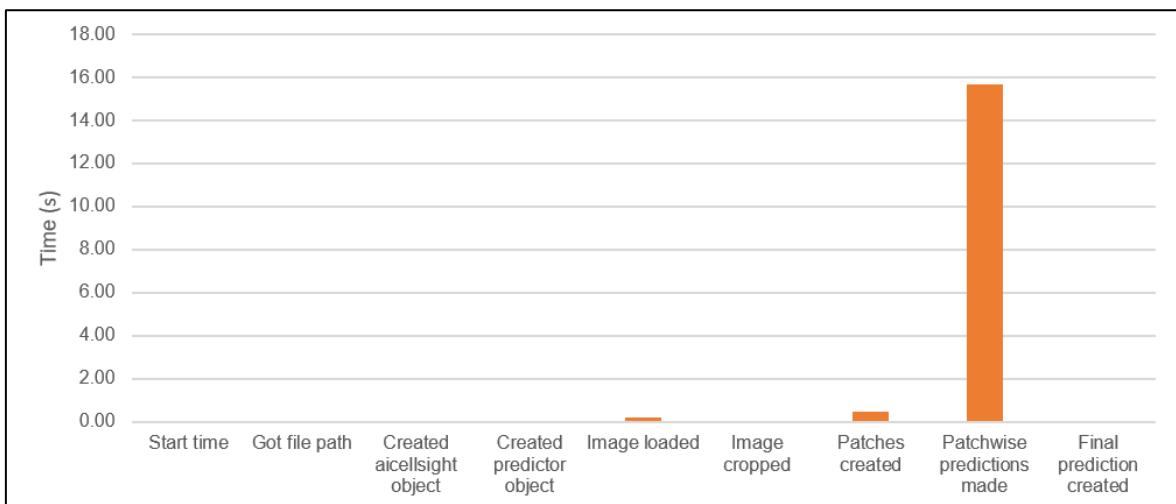 18.00
16.00
14.00
12.00
10.00
8.00
6.00
4.00
2.00
0.00
Time (s)
Start time
Got file path
Created
aicellsight
object
Created
predictor
object
Image loaded
Image
cropped
Patches
created
Patchwise
predictions
made
Final
prediction
created